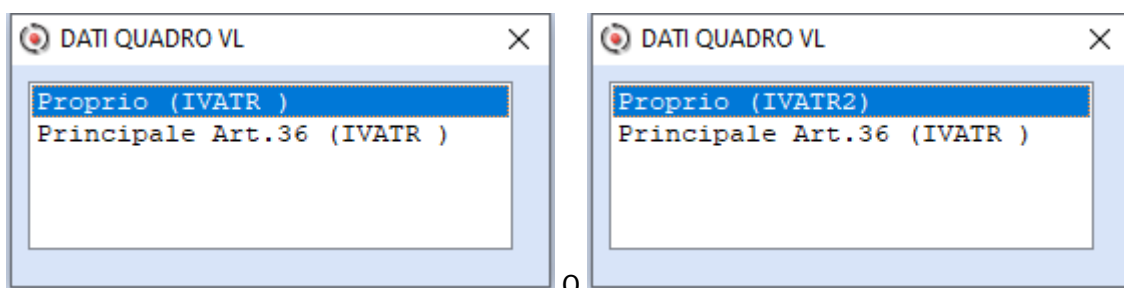 DATI QUADRO VL
Proprio (IVATR )
Principale Art.36 (IVATR )
o
DATI QUADRO VL
Proprio (IVATR2)
Principale Art.36 (IVATR )